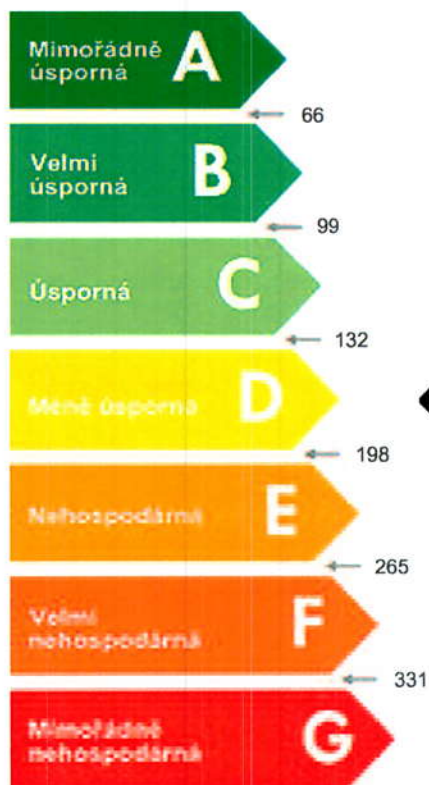 Mimořádně
úsporná
A
66
Velmi
úsporná
B
99
Úsporná
C
132
Méně úsporná
D
198
Nehospodárná
E
265
Velmi
nehospodárná
F
331
Mimořádně
nehospodárná
G